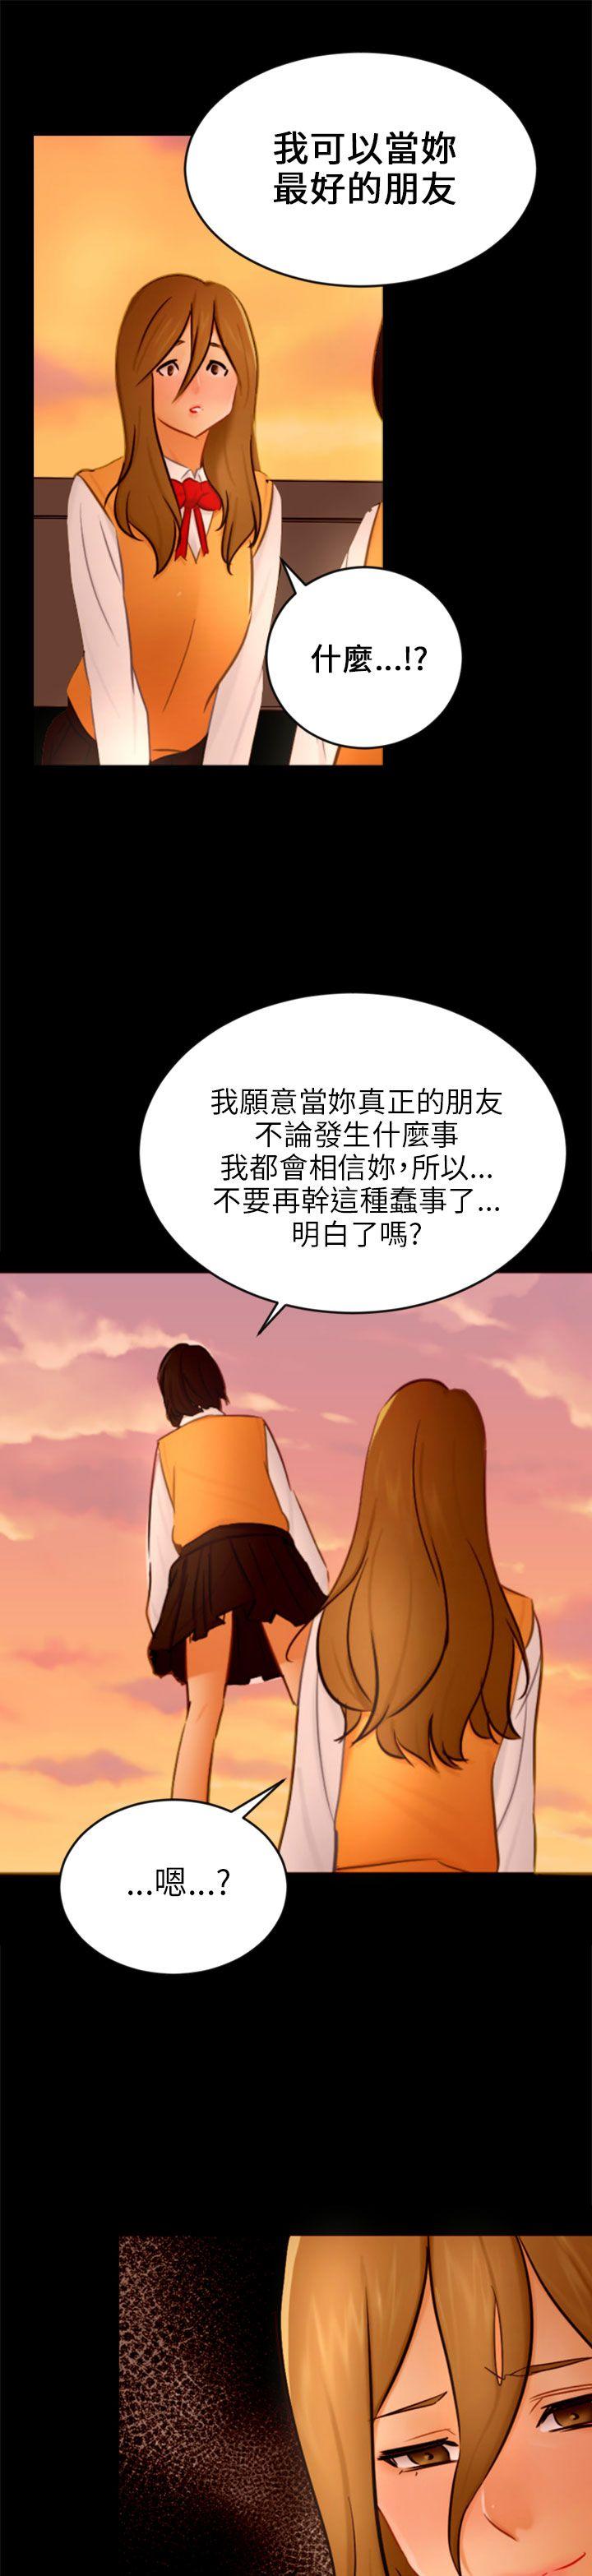 我可以當妳
最好的朋友
什麼...!?
我願意當妳真正的朋友
不論發生什麼事
我都會相信妳，所以...
不要再幹這種蠢事了...
明白了嗎?
...嗯...?